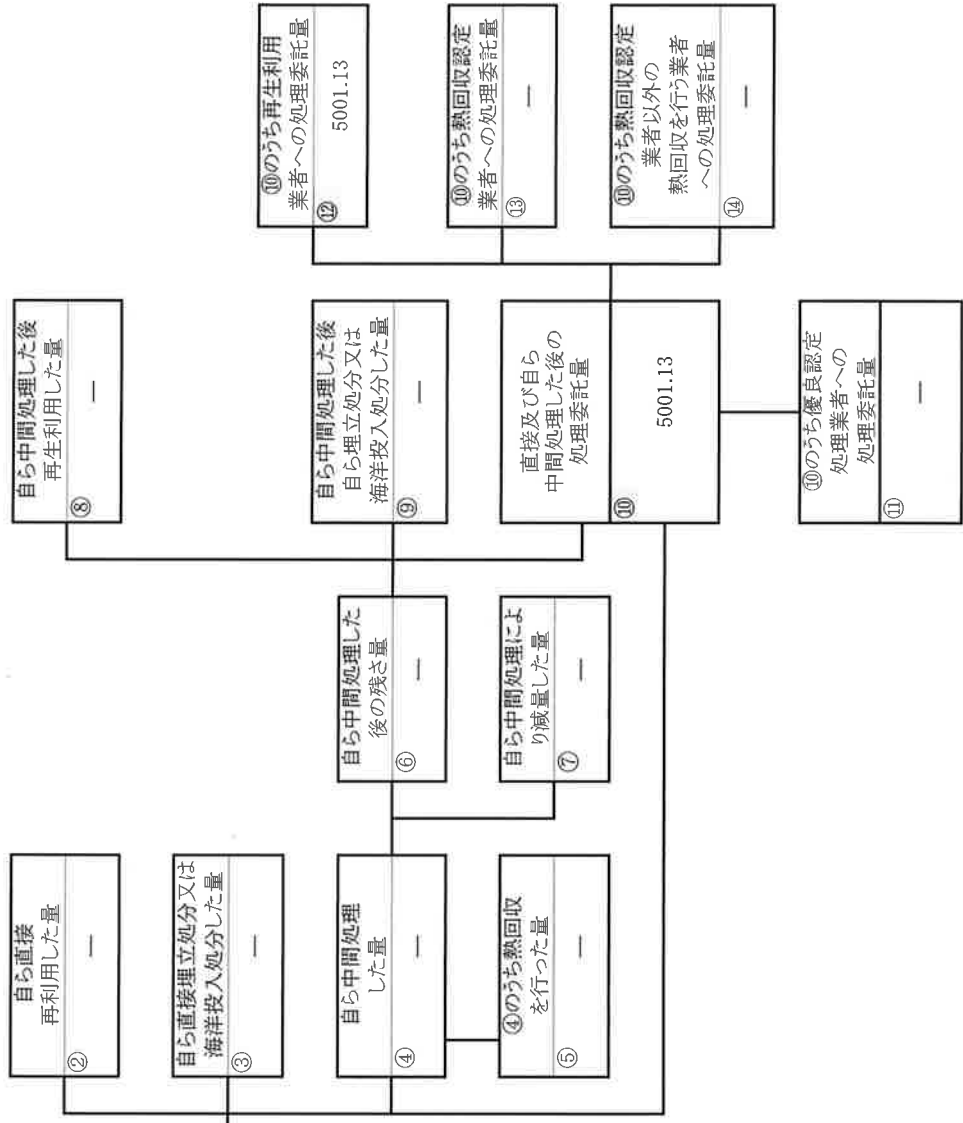 自ら直接
再利用した量
②
—
自ら直接埋立処分又は
海洋投入処分した量
③
—
自ら中間処理
した量
④
—
④のうち熱回収
を行った量
⑤
—
自ら中間処理した
後の残さ量
⑥
—
自ら中間処理によ
り減量した量
⑦
—
自ら中間処理した後
再生利用した量
⑧
—
自ら中間処理した後
自ら埋立処分又は
海洋投入処分した量
⑨
—
直接及び自ら
中間処理した後の
処理委託量
⑩
5001.13
⑩のうち優良認定
処理業者への
処理委託量
⑪
—
⑩のうち再生利用
業者への処理委託量
⑫
5001.13
⑩のうち熱回収認定
業者への処理委託量
⑬
—
⑩のうち熱回収認定
業者以外の
熱回収を行う業者
への処理委託量
⑭
—